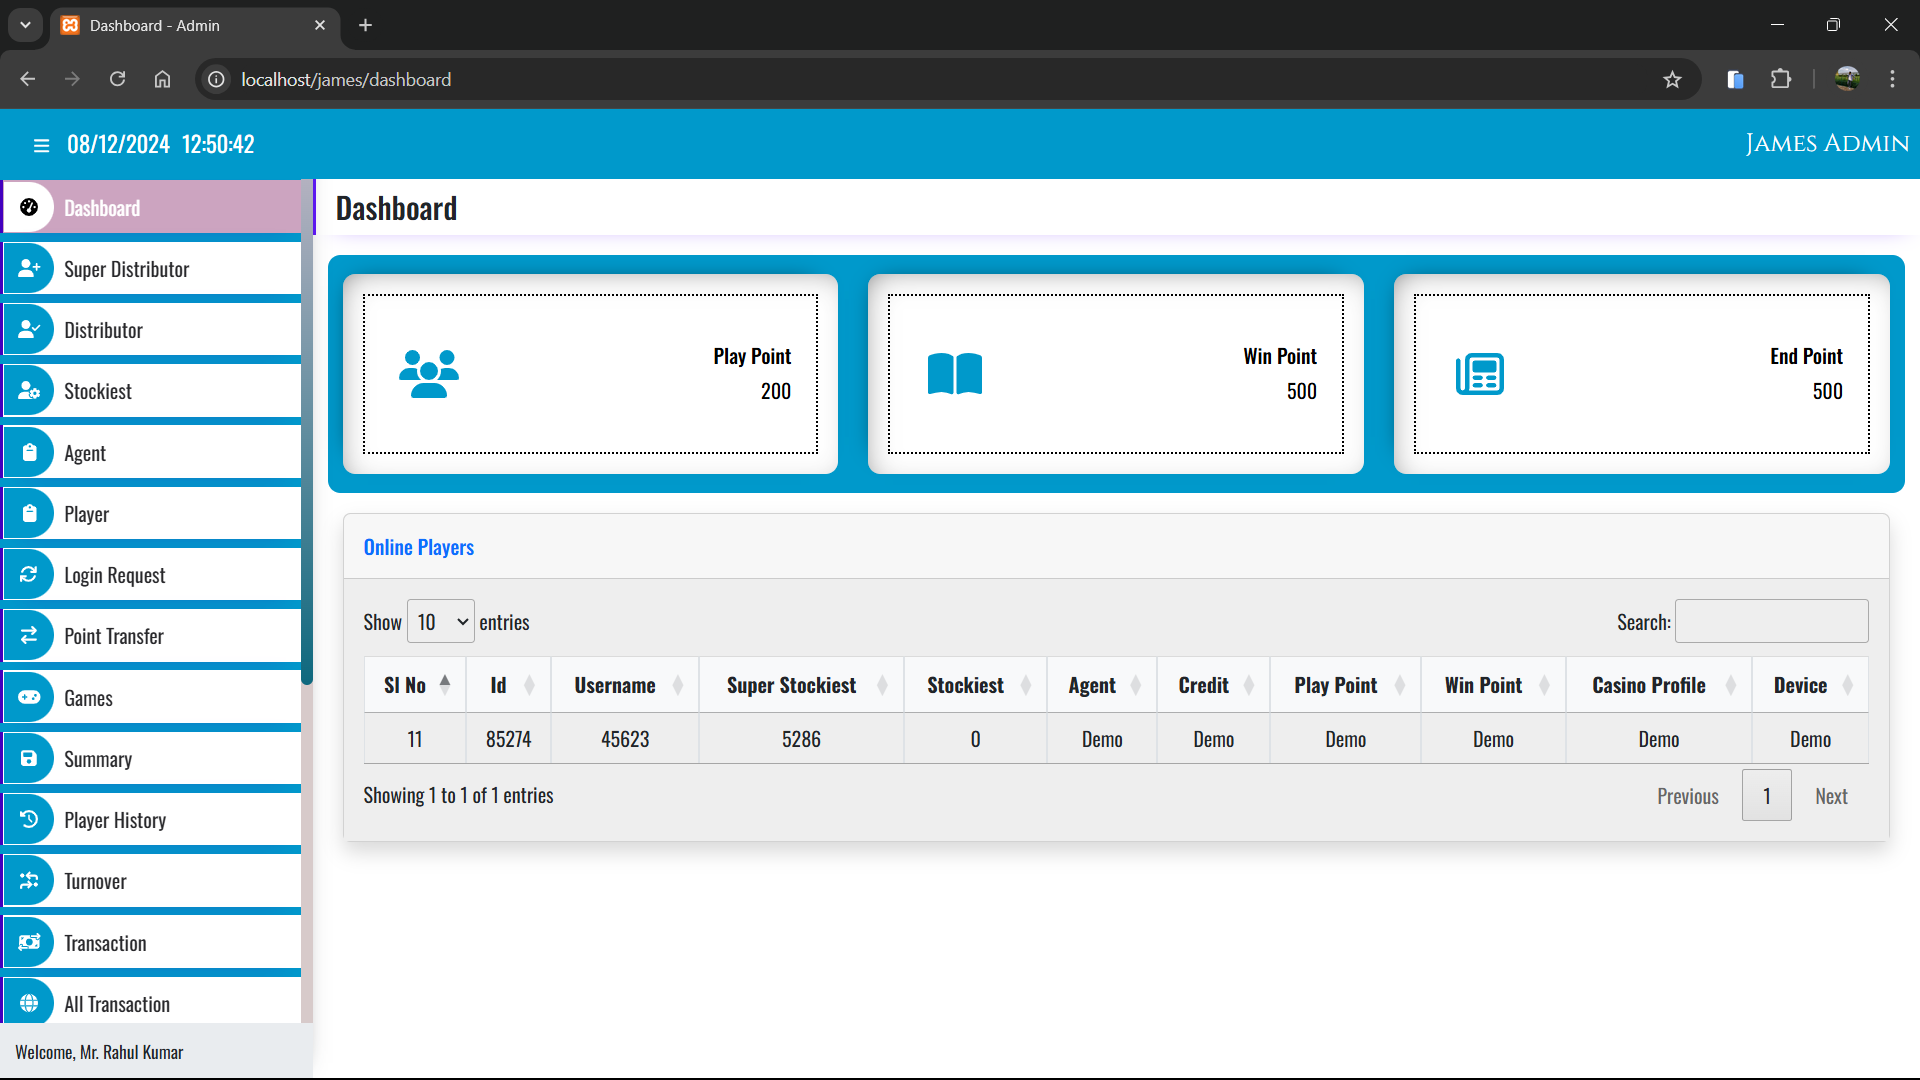 Dashboard - Admin
localhost/james/dashboard
08/12/2024 12:50:42
James Admin
Dashboard
Super Distributor
Distributor
Stockiest
Agent
Player
Login Request
Point Transfer
Games
Summary
Player History
Turnover
Transaction
All Transaction
Welcome, Mr. Rahul Kumar
Dashboard
Play Point
200
Win Point
500
End Point
500
Online Players
Show 10 entries
Search:
Sl No Id Username Super Stockiest Stockiest Agent Credit Play Point Win Point Casino Profile Device
11 85274 45623 5286 0 Demo Demo Demo Demo Demo Demo
Showing 1 to 1 of 1 entries
Previous 1 Next